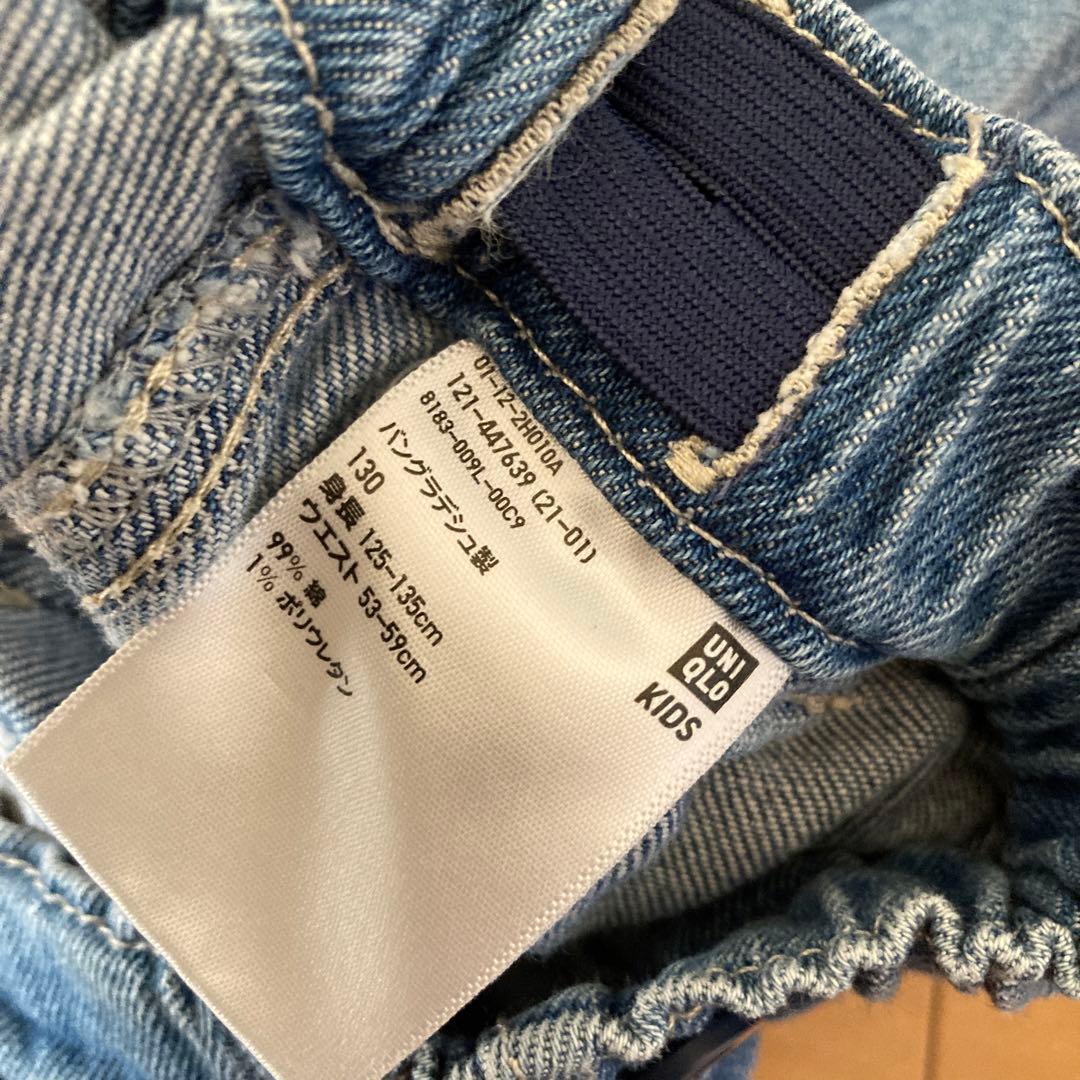 01-12-2H010A
121-447639 (21-01)
8183-009L-00C9
バングラデシュ製
130
身長 125-135cm
ウエスト 53-59cm
99% 綿
1% ポリウレタン
UNI
QLO
KIDS